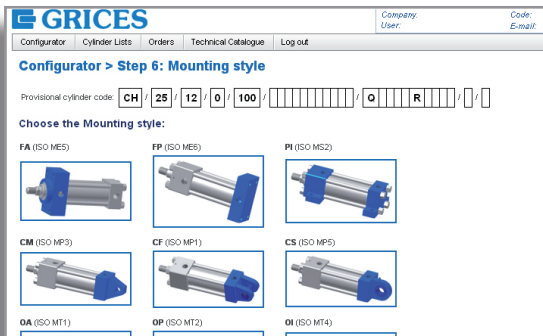 GRICES
Company:
Code:
User:
E-mail:
Configurator
Cylinder Lists
Orders
Technical Catalogue
Log out
Configurator > Step 6: Mounting style
Provisional cylinder code: CH / 25 / 12 / 0 / 100 / / Q R / /
Choose the Mounting style:
FA (ISO ME5)
FP (ISO ME6)
PI (ISO MS2)
CM (ISO MP3)
CF (ISO MP1)
CS (ISO MP5)
OA (ISO MT1)
OP (ISO MT2)
OI (ISO MT4)